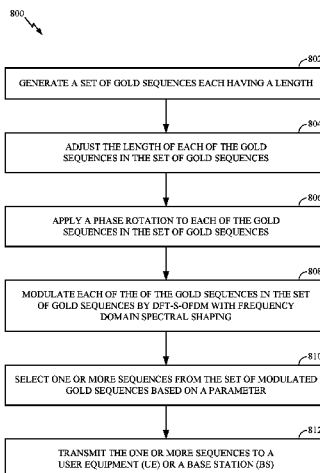 800
802
GENERATE A SET OF GOLD SEQUENCES EACH HAVING A LENGTH
804
ADJUST THE LENGTH OF EACH OF THE GOLD
SEQUENCES IN THE SET OF GOLD SEQUENCES
806
APPLY A PHASE ROTATION TO EACH OF THE GOLD
SEQUENCES IN THE SET OF GOLD SEQUENCES
808
MODULATE EACH OF THE OF THE GOLD SEQUENCES IN THE SET
OF GOLD SEQUENCES BY DFT-S-OFDM WITH FREQUENCY
DOMAIN SPECTRAL SHAPING
810
SELECT ONE OR MORE SEQUENCES FROM THE SET OF MODULATED
GOLD SEQUENCES BASED ON A PARAMETER
812
TRANSMIT THE ONE OR MORE SEQUENCES TO A
USER EQUIPMENT (UE) OR A BASE STATION (BS)